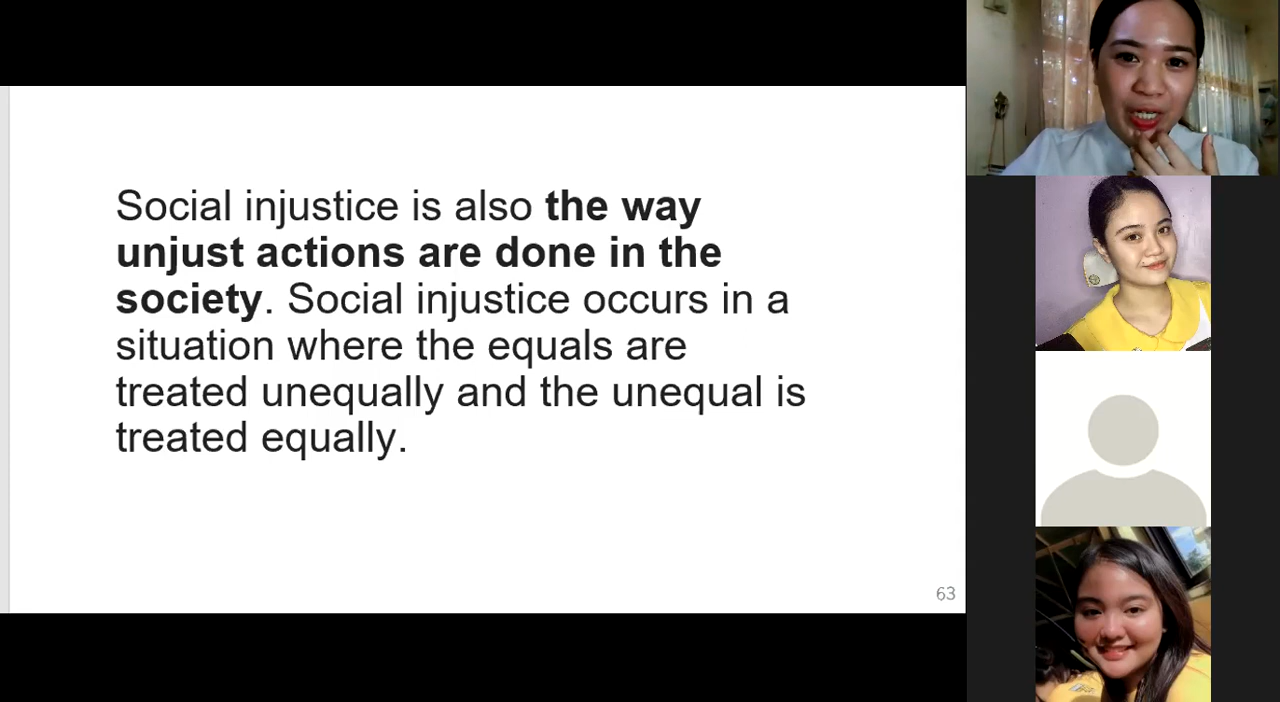 Social injustice is also the way
unjust actions are done in the
society. Social injustice occurs in a
situation where the equals are
treated unequally and the unequal is
treated equally.
63